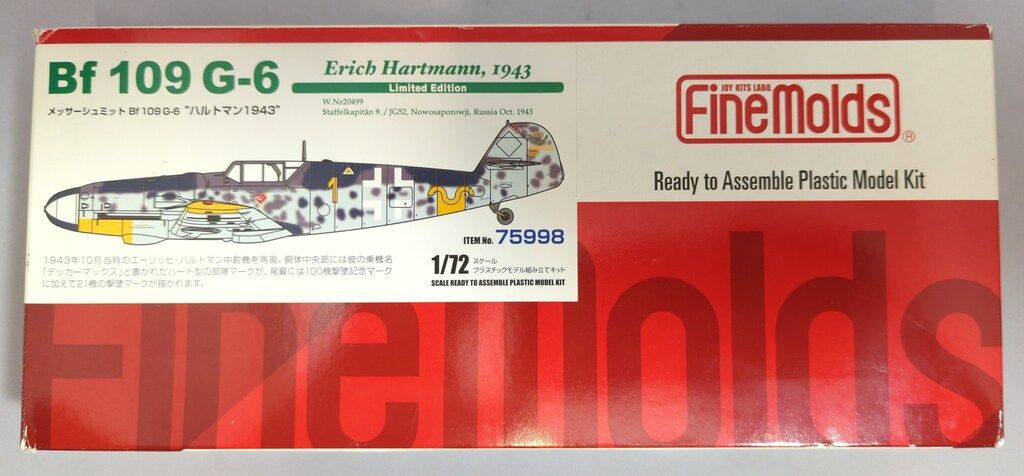 Bf 109 G-6
Erich Hartmann, 1943
Limited Edition
メッサーシュミット Bf 109 G-6 "ハルトマン1943"
W.Nr20499
Staffelkapitän 9. / JG52, Nowosaporowji, Russia Oct. 1943
1
ITEM No. 75998
1943年10月当時のエーリッヒ・ハルトマン中尉機を再現。胴体中央部には彼の乗機名
「デッカーマックス」と書かれたハート型の部隊マークが、尾翼には100機撃墜記念マーク
に加えて21機の撃墜マークが描かれます。
1/72 スケール
プラスチックモデル組み立てキット
SCALE READY TO ASSEMBLE PLASTIC MODEL KIT
JOY KITS LABO.
FineMolds®
Ready to Assemble Plastic Model Kit
FineMolds